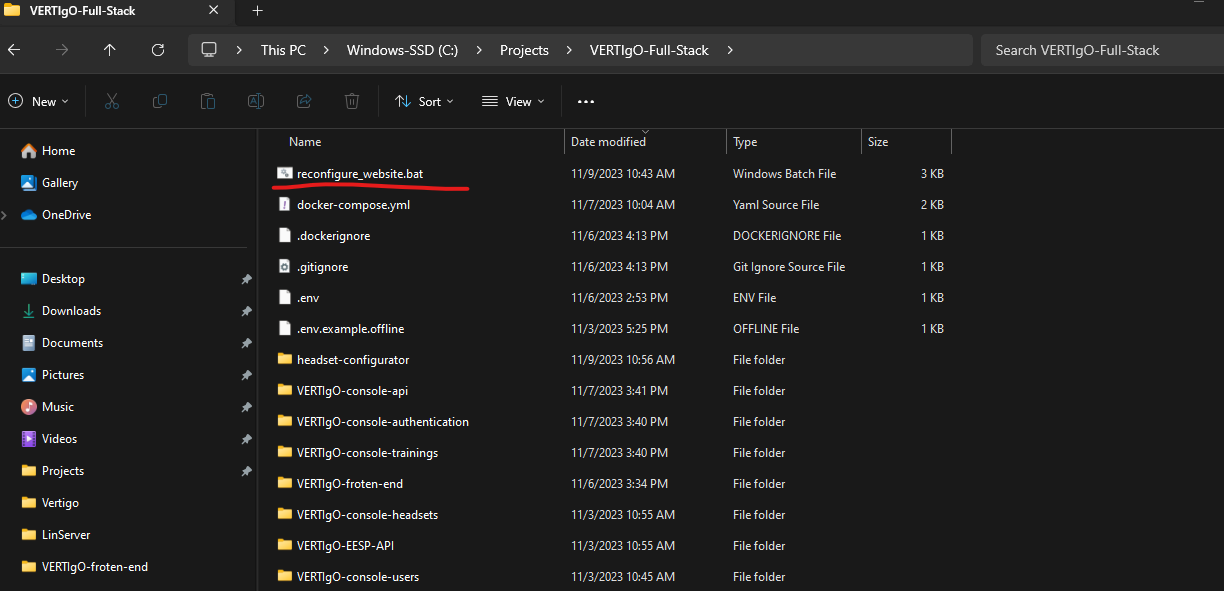 VERTIgO-Full-Stack
This PC Windows-SSD (C:) Projects VERTIgO-Full-Stack Search VERTIgO-Full-Stack
New Sort View
Name Date modified Type Size
Home
Gallery
OneDrive
Desktop
Downloads
Documents
Pictures
Music
Videos
Projects
Vertigo
LinServer
VERTIgO-froten-end
reconfigure_website.bat 11/9/2023 10:43 AM Windows Batch File 3 KB
docker-compose.yml 11/7/2023 10:04 AM Yaml Source File 2 KB
.dockerignore 11/6/2023 4:13 PM DOCKERIGNORE File 1 KB
.gitignore 11/6/2023 4:13 PM Git Ignore Source File 1 KB
.env 11/6/2023 2:53 PM ENV File 1 KB
.env.example.offline 11/3/2023 5:25 PM OFFLINE File 1 KB
headset-configurator 11/9/2023 10:56 AM File folder
VERTIgO-console-api 11/7/2023 3:41 PM File folder
VERTIgO-console-authentication 11/7/2023 3:40 PM File folder
VERTIgO-console-trainings 11/7/2023 3:40 PM File folder
VERTIgO-froten-end 11/6/2023 3:34 PM File folder
VERTIgO-console-headsets 11/3/2023 10:55 AM File folder
VERTIgO-EESP-API 11/3/2023 10:55 AM File folder
VERTIgO-console-users 11/3/2023 10:45 AM File folder